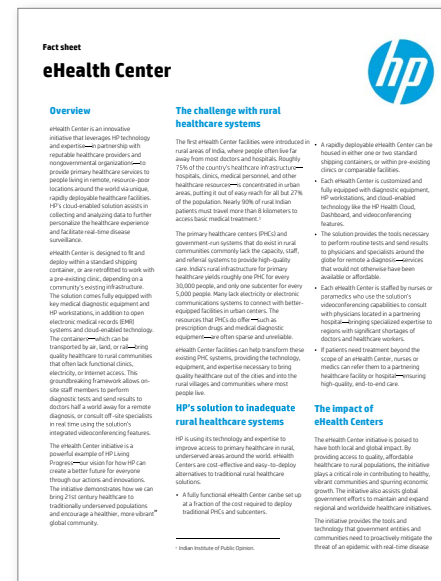 Fact sheet
eHealth Center
hp
Overview
eHealth Center is an innovative
initiative that leverages HP technology
and expertise—in partnership with
reputable healthcare providers and
nongovernmental organizations—to
provide primary healthcare services to
people living in remote, resource-poor
locations around the world via unique,
rapidly deployable healthcare facilities.
HP's cloud-enabled solution assists in
collecting and analyzing data to further
personalize the healthcare experience
and facilitate real-time disease
surveillance.
eHealth Center is designed to fit and
deploy within a standard shipping
container, or are retrofitted to work with
a pre-existing clinic, depending on a
community's existing infrastructure.
The solution comes fully equipped with
key medical diagnostic equipment and
HP workstations, in addition to open
electronic medical records (EMR)
systems and cloud-enabled technology.
The containers—which can be
transported by air, land, or rail—bring
quality healthcare to rural communities
that often lack functional clinics,
electricity, or Internet access. This
groundbreaking framework allows on-
site staff members to perform
diagnostic tests and send results to
doctors half a world away for a remote
diagnosis, or consult off-site specialists
in real time using the solution's
integrated videoconferencing features.
The eHealth Center initiative is a
powerful example of HP Living
Progress—our vision for how HP can
create a better future for everyone
through our actions and innovations.
The initiative demonstrates how we can
bring 21st century healthcare to
traditionally underserved populations
and encourage a healthier, more vibrant"
global community.
The challenge with rural
healthcare systems
The first eHealth Center facilities were introduced in
rural areas of India, where people often live far
away from most doctors and hospitals. Roughly
75% of the country's healthcare infrastructure—
hospitals, clinics, medical personnel, and other
healthcare resources—is concentrated in urban
areas, putting it out of easy reach for all but 27%
of the population. Nearly 90% of rural Indian
patients must travel more than 8 kilometers to
access basic medical treatment.¹
The primary healthcare centers (PHCs) and
government-run systems that do exist in rural
communities commonly lack the capacity, staff,
and referral systems to provide high-quality
care. India's rural infrastructure for primary
healthcare yields roughly one PHC for every
30,000 people, and only one subcenter for every
5,000 people. Many lack electricity or electronic
communications systems to connect with better-
equipped facilities in urban centers. The
resources that PHCs do offer—such as
prescription drugs and medical diagnostic
equipment—are often sparse and unreliable.
eHealth Center facilities can help transform these
existing PHC systems, providing the technology,
equipment, and expertise necessary to bring
quality healthcare out of the cities and into the
rural villages and communities where most
people live.
HP's solution to inadequate
rural healthcare systems
HP is using its technology and expertise to
improve access to primary healthcare in rural,
underserved areas around the world. eHealth
Centers are cost-effective and easy-to-deploy
alternatives to traditional rural healthcare
solutions.
• A fully functional eHealth Center canbe set up
at a fraction of the cost required to deploy
traditional PHCs and subcenters.
¹ Indian Institute of Public Opinion.
• A rapidly deployable eHealth Center can be
housed in either one or two standard
shipping containers, or within pre-existing
clinics or comparable facilities.
• Each eHealth Center is customized and
fully equipped with diagnostic equipment,
HP workstations, and cloud-enabled
technology like the HP Health Cloud,
Dashboard, and videoconferencing
features.
• The solution provides the tools necessary
to perform routine tests and send results
to physicians and specialists around the
globe for remote a diagnosis—services
that would not otherwise have been
available or affordable.
• Each eHealth Center is staffed by nurses or
paramedics who use the solution's
videoconferencing capabilities to consult
with physicians located in a partnering
hospital—bringing specialized expertise to
regions with significant shortages of
doctors and healthcare workers.
• If patients need treatment beyond the
scope of an eHealth Center, nurses or
medics can refer them to a partnering
healthcare facility or hospital—ensuring
high-quality, end-to-end care.
The impact of
eHealth Centers
The eHealth Center initiative is poised to
have both local and global impact. By
providing access to quality, affordable
healthcare to rural populations, the initiative
plays a critical role in contributing to healthy,
vibrant communities and spurring economic
growth. The initiative also assists global
government efforts to maintain and expand
regional and worldwide healthcare initiatives.
The initiative provides the tools and
technology that government entities and
communities need to proactively mitigate the
threat of an epidemic with real-time disease